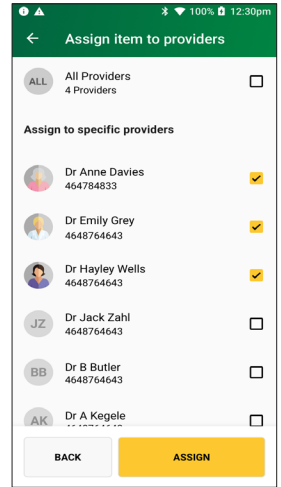 100% 12:30pm
Assign item to providers
ALL
All Providers
4 Providers
Assign to specific providers
Dr Anne Davies
464784833
Dr Emily Grey
4648764643
Dr Hayley Wells
4648764643
JZ
Dr Jack Zahl
4648764643
BB
Dr B Butler
4648764643
AK
Dr A Kegele
BACK
ASSIGN